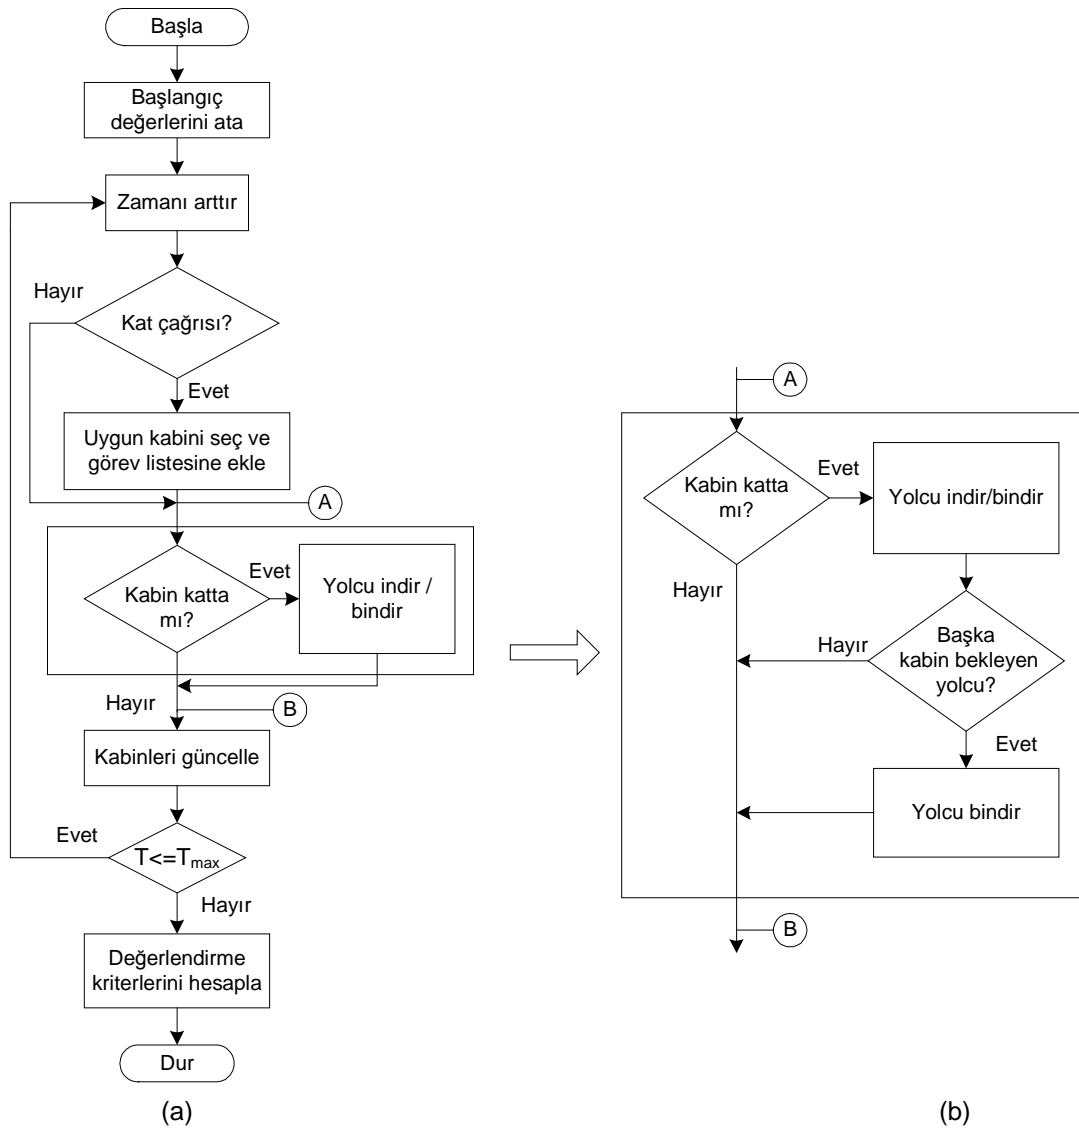 Başla
Başlangıç
değerlerini ata
Zamanı arttır
Hayır
Kat çağrısı?
Evet
Uygun kabini seç ve
görev listesine ekle
A
Kabin katta
mı?
Evet
Yolcu indir /
bindir
Hayır
B
Kabinleri güncelle
Evet
T<=Tmax
Hayır
Değerlendirme
kriterlerini hesapla
Dur
(a)
A
Kabin katta
mı?
Evet
Yolcu indir/bindir
Hayır
Hayır
Başka
kabin bekleyen
yolcu?
Evet
Yolcu bindir
B
(b)